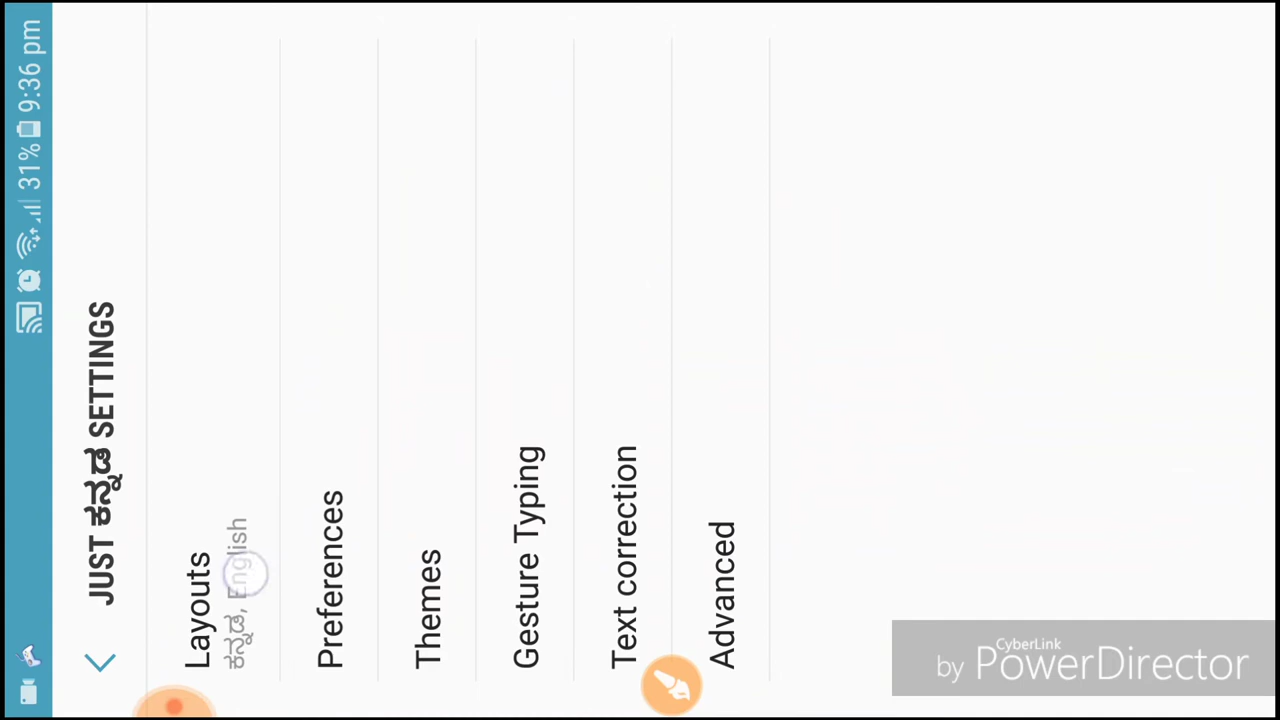 31% 9:36 pm
JUST ಕನ್ನಡ SETTINGS
Layouts
ಕನ್ನಡ, English
Preferences
Themes
Gesture Typing
Text correction
Advanced
CyberLink
by PowerDirector